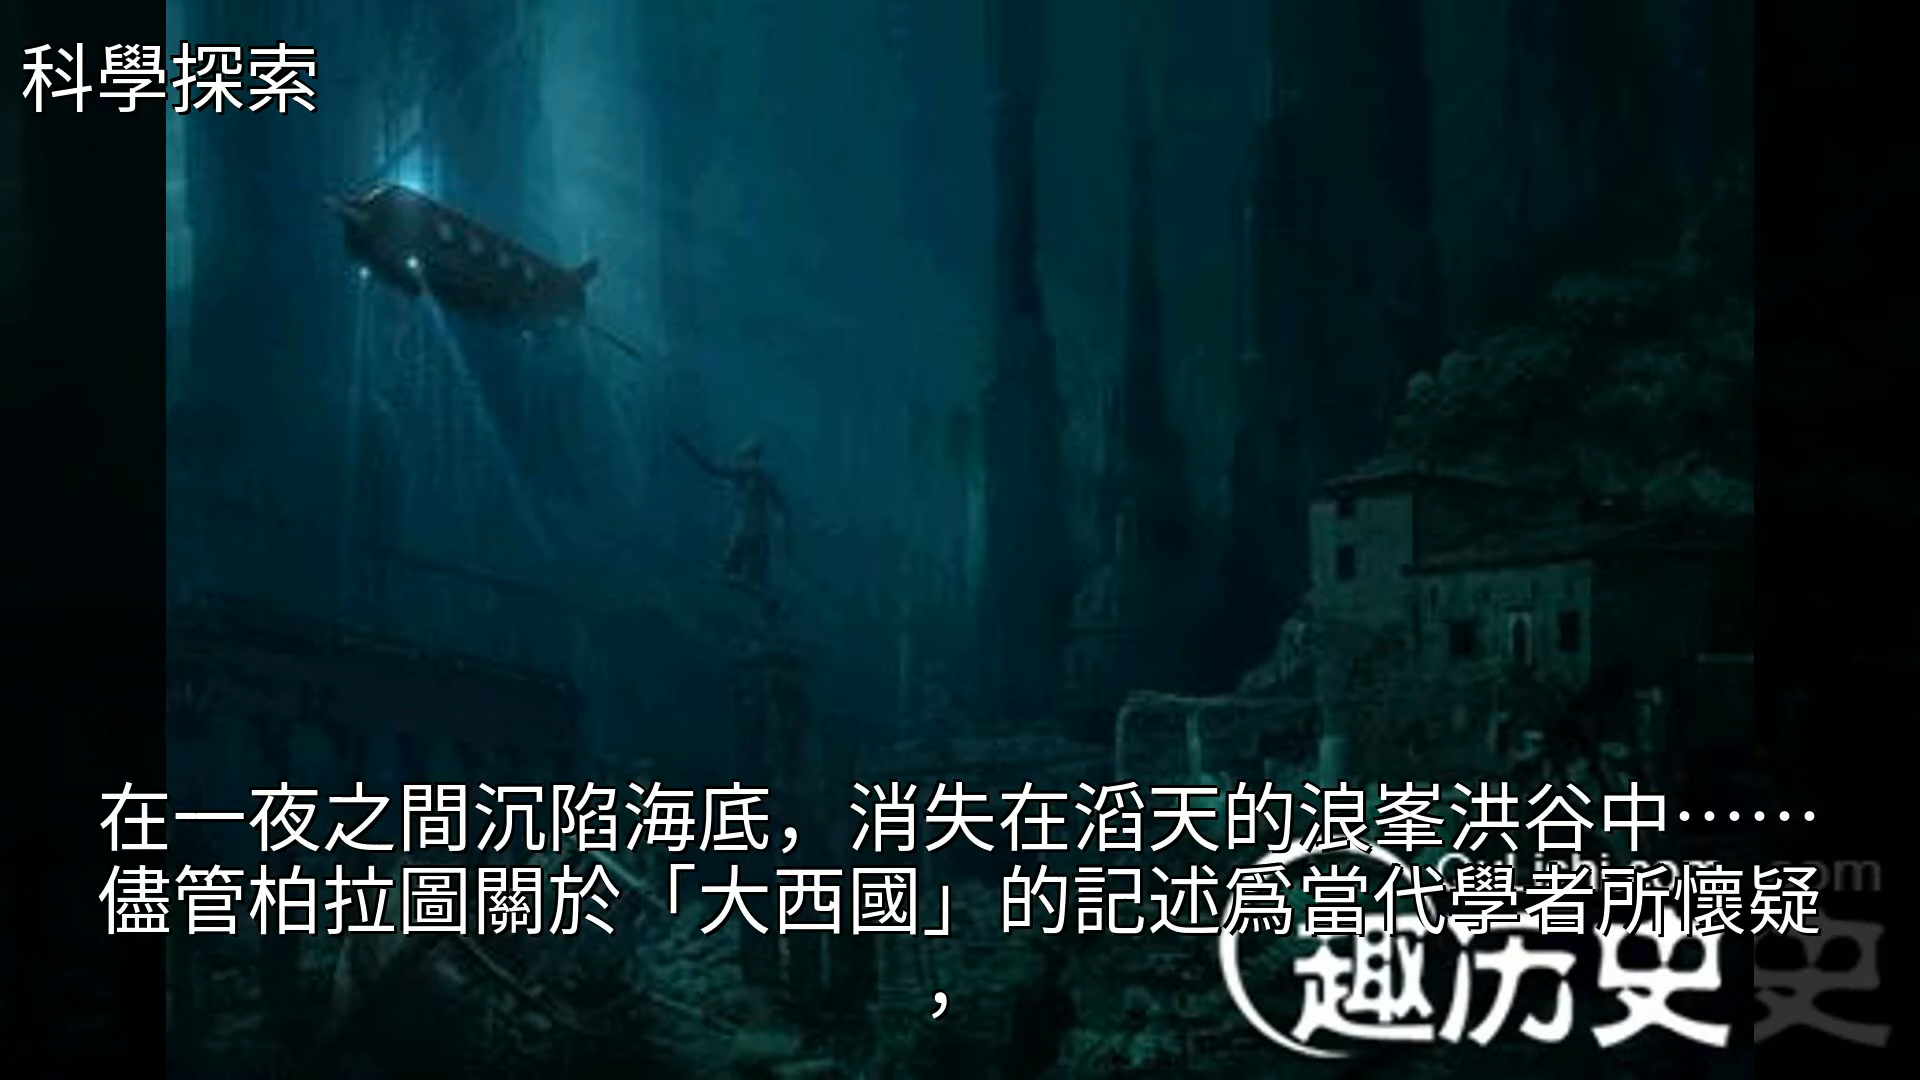 科學探索
在一夜之間沉陷海底，消失在滔天的浪峯洪谷中……
儘管柏拉圖關於「大西國」的記述爲當代學者所懷疑
，
QuLishi.com
趣历史